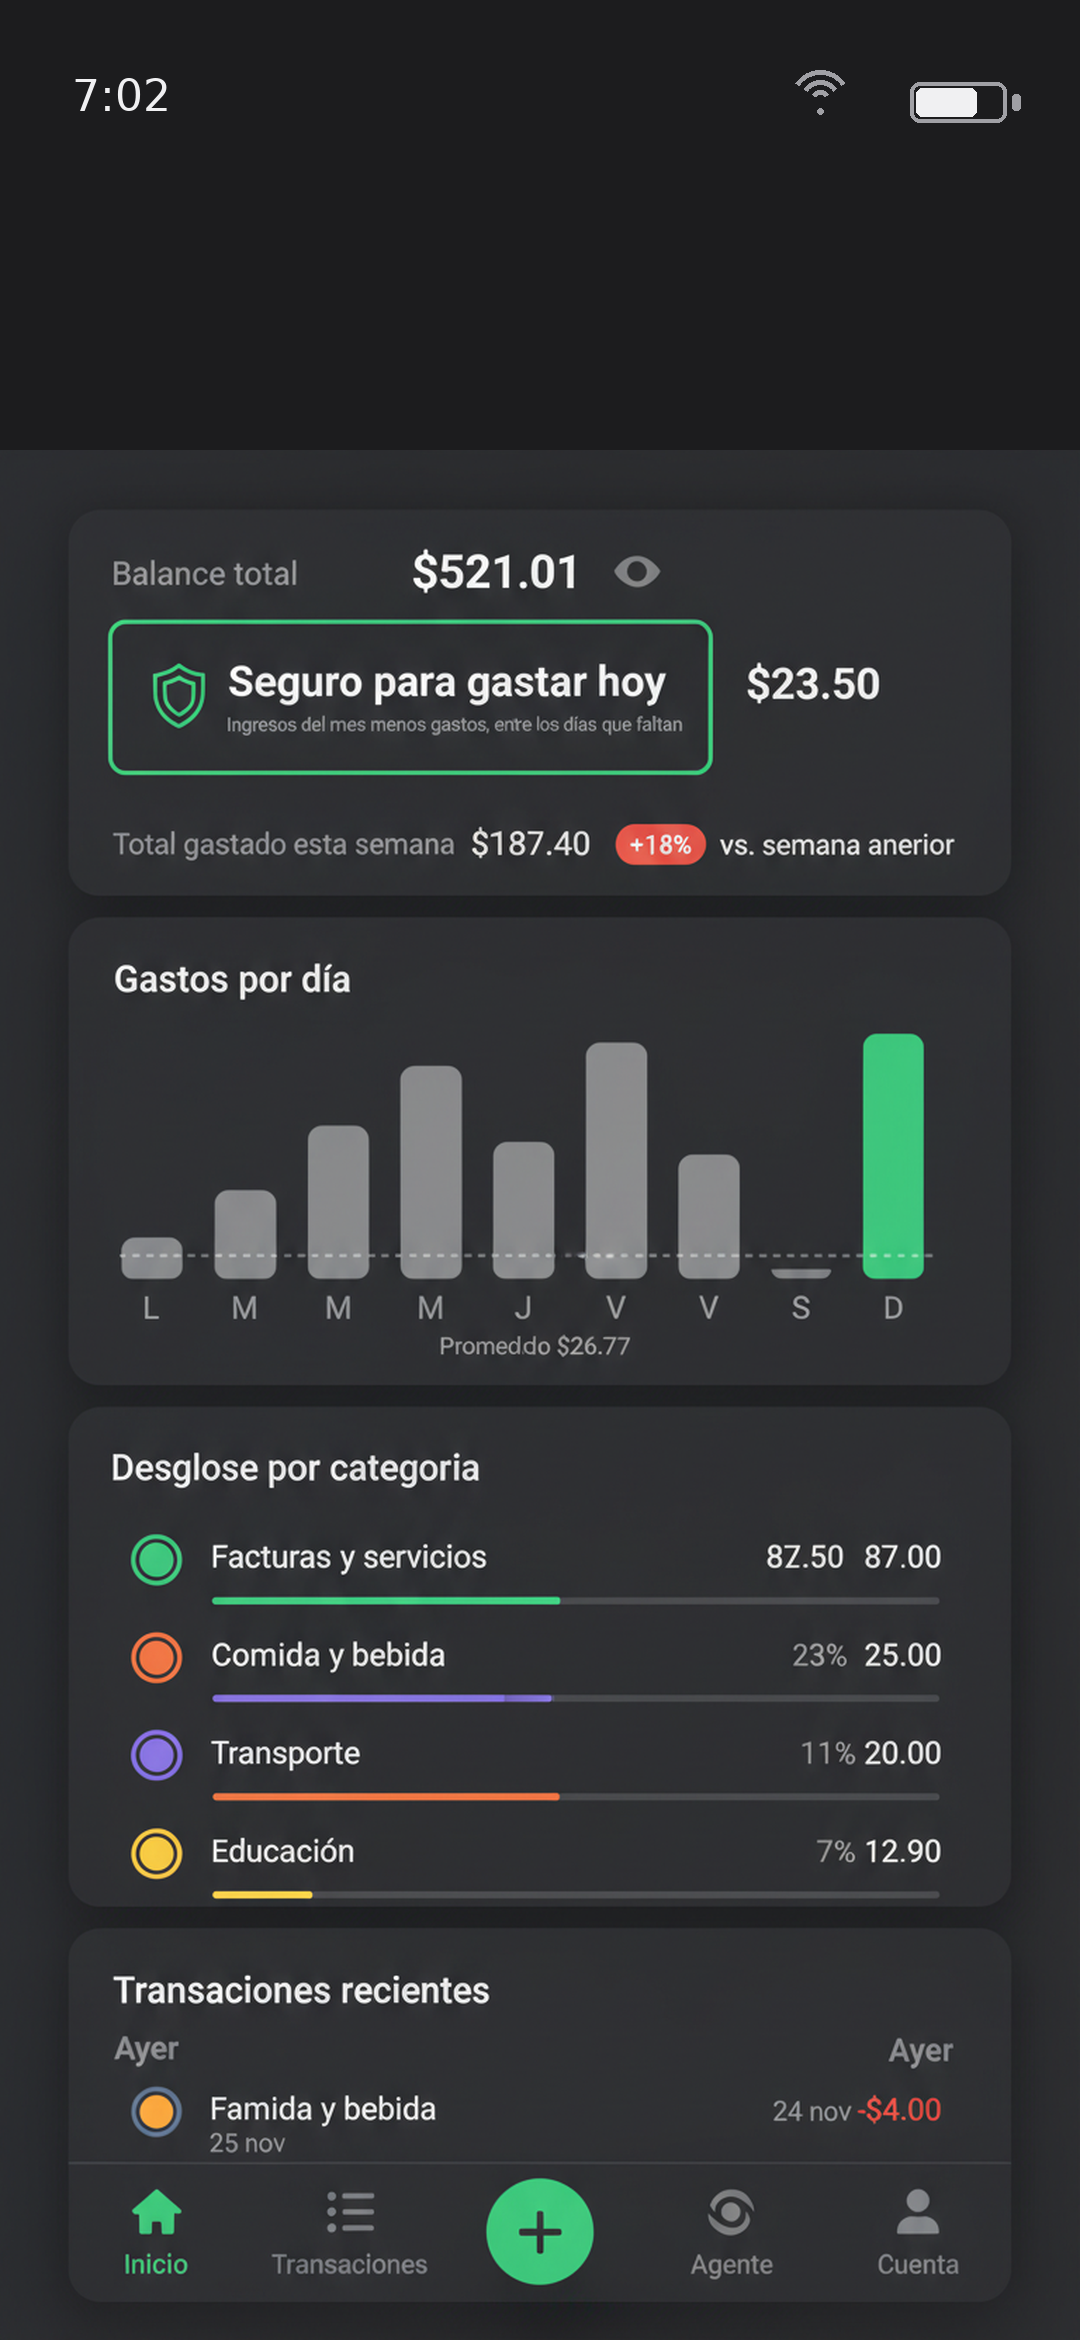 7:02
Balance total $521.01
Seguro para gastar hoy $23.50
Ingresos del mes menos gastos, entre los días que faltan
Total gastado esta semana $187.40 +18% vs. semana anerior
Gastos por día
L M M M J V V S D
Promeddo $26.77
Desglose por categoria
Facturas y servicios 87.50 87.00
Comida y bebida 23% 25.00
Transporte 11% 20.00
Educación 7% 12.90
Transaciones recientes
Ayer Ayer
Famida y bebida 24 nov -$4.00
25 nov
Inicio Transaciones Agente Cuenta